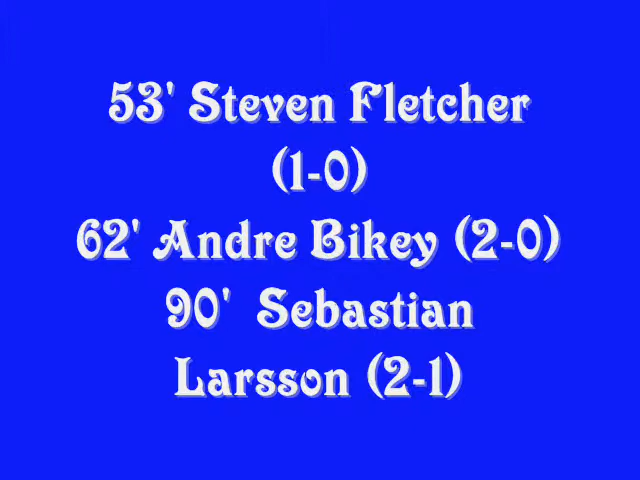 53' Steven Fletcher
(1-0)
62' Andre Bikey (2-0)
90'  Sebastian
Larsson (2-1)